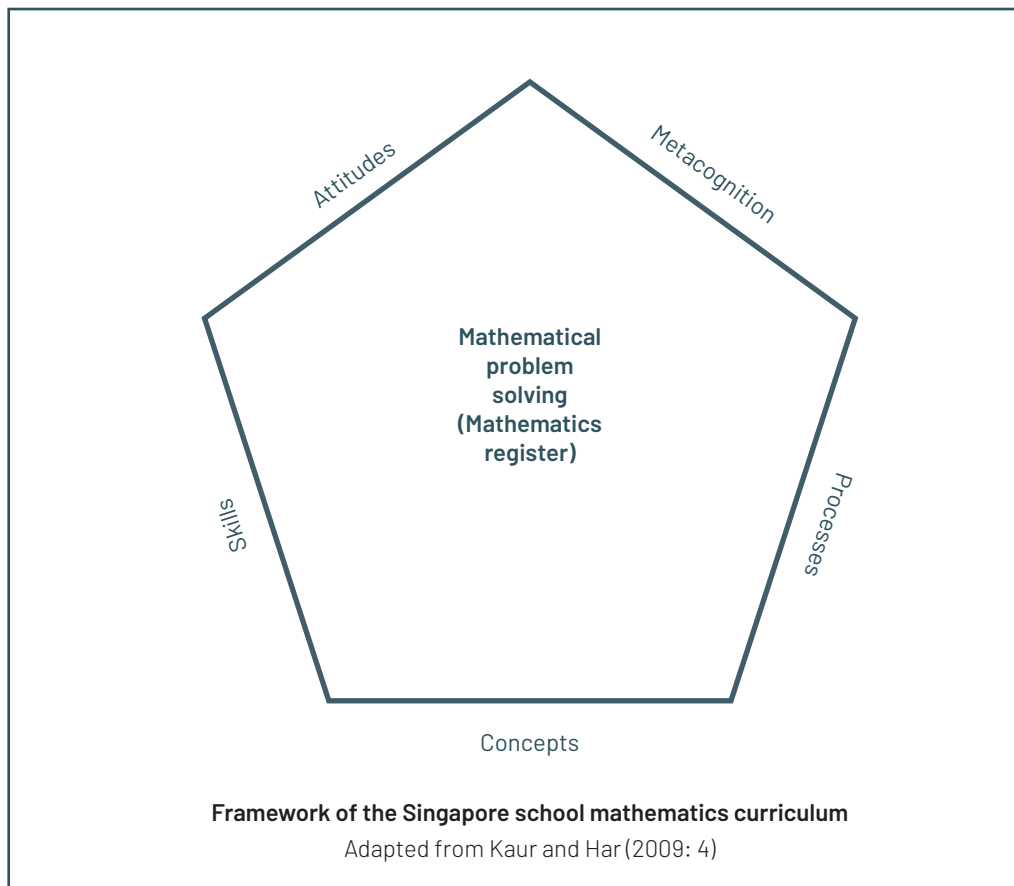 Attitudes
Metacognition
Mathematical
problem
solving
(Mathematics
register)
Skills
Processes
Concepts
Framework of the Singapore school mathematics curriculum
Adapted from Kaur and Har (2009: 4)